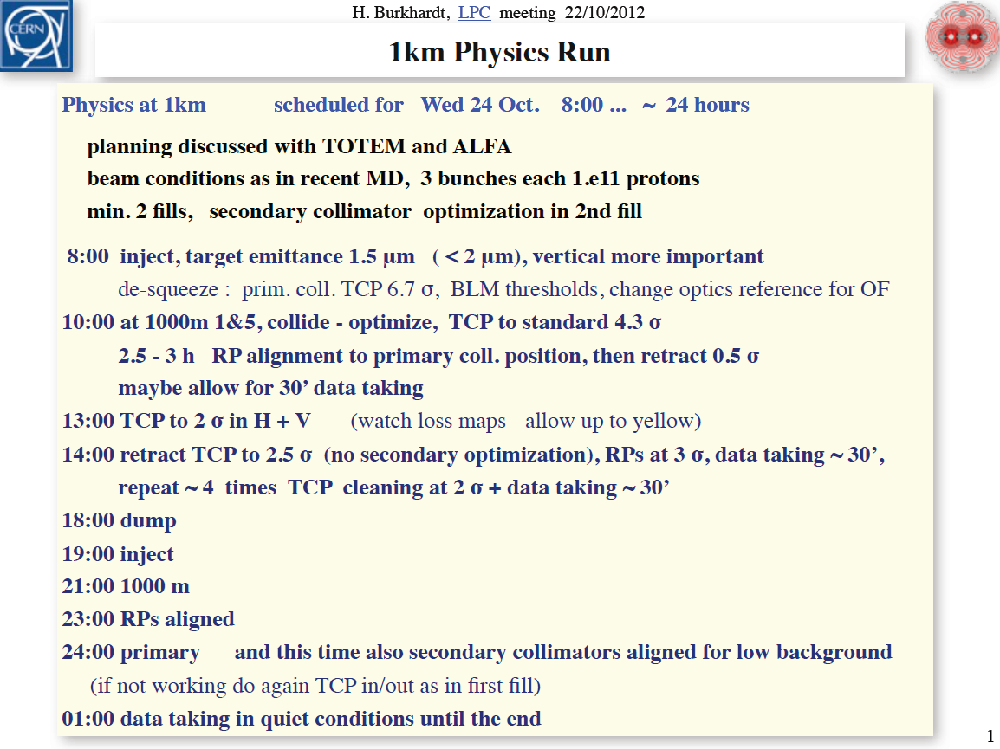 H. Burkhardt, LPC meeting 22/10/2012
CERN
1km Physics Run
Physics at 1km scheduled for Wed 24 Oct. 8:00 ... ~ 24 hours
planning discussed with TOTEM and ALFA
beam conditions as in recent MD, 3 bunches each 1.e11 protons
min. 2 fills, secondary collimator optimization in 2nd fill
8:00 inject, target emittance 1.5 µm ( < 2 µm), vertical more important
de-squeeze : prim. coll. TCP 6.7 σ, BLM thresholds, change optics reference for OF
10:00 at 1000m 1&5, collide - optimize, TCP to standard 4.3 σ
2.5 - 3 h RP alignment to primary coll. position, then retract 0.5 σ
maybe allow for 30’ data taking
13:00 TCP to 2 σ in H + V (watch loss maps - allow up to yellow)
14:00 retract TCP to 2.5 σ (no secondary optimization), RPs at 3 σ, data taking ~ 30’,
repeat ~ 4 times TCP cleaning at 2 σ + data taking ~ 30’
18:00 dump
19:00 inject
21:00 1000 m
23:00 RPs aligned
24:00 primary and this time also secondary collimators aligned for low background
(if not working do again TCP in/out as in first fill)
01:00 data taking in quiet conditions until the end
1